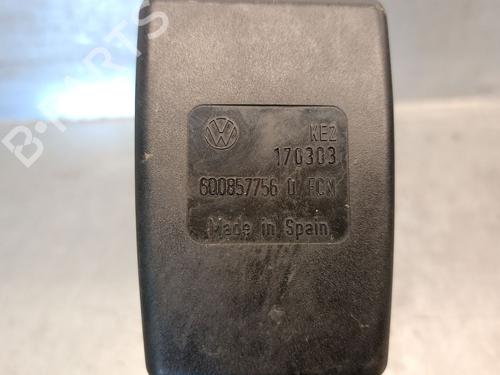 KE2
170303
6Q0857756 D FCN
Made in Spain
B-PARTS